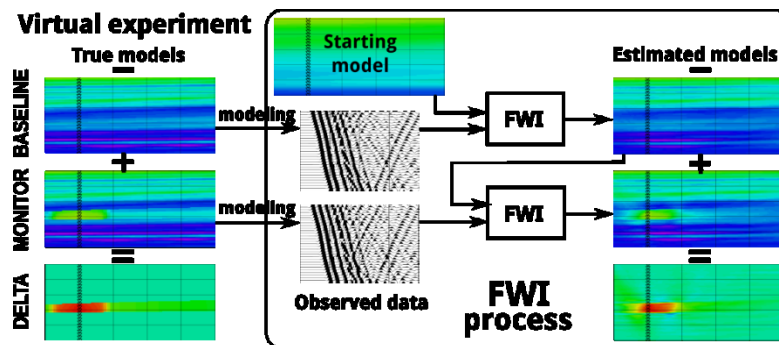 Virtual experiment
True models
Starting
model
Estimated models
BASELINE
modeling
FWI
+
+
MONITOR
modeling
FWI
DELTA
Observed data
FWI
process